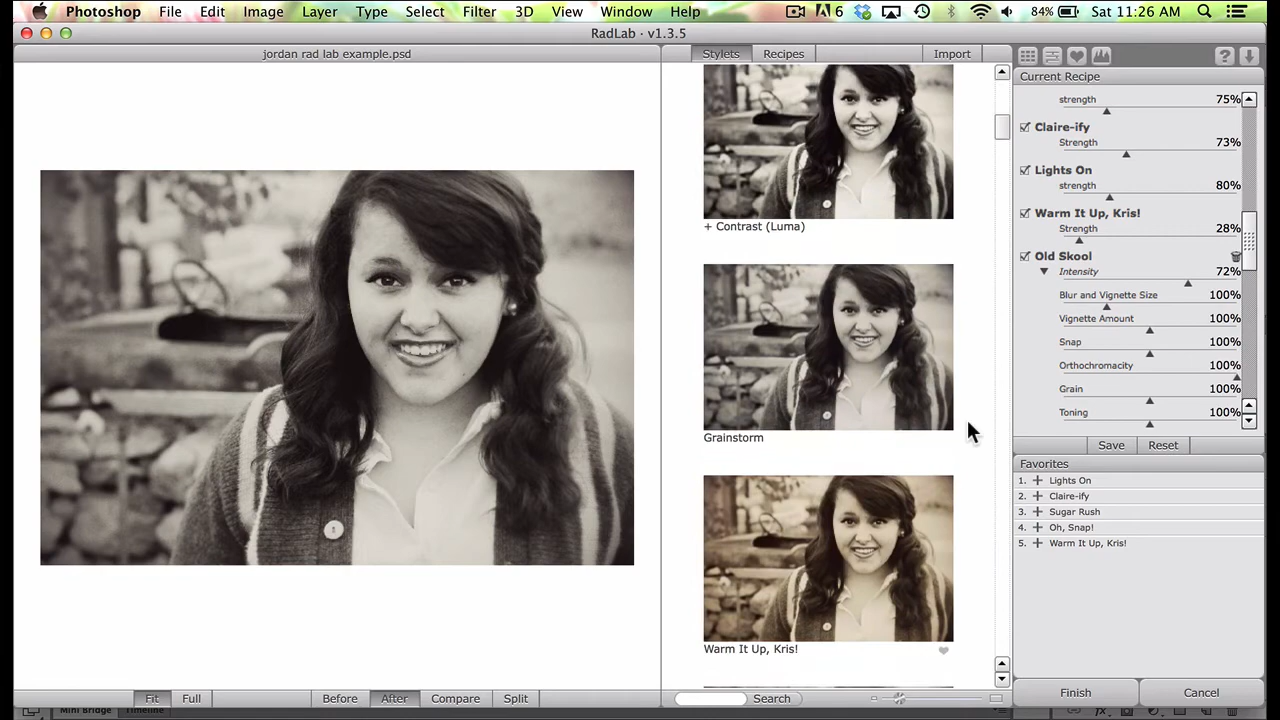 Photoshop File Edit Image Layer Type Select Filter 3D View Window Help 6 84% Sat 11:26 AM
RadLab - v1.3.5
jordan rad lab example.psd
Stylets Recipes Import
+ Contrast (Luma)
Grainstorm
Warm It Up, Kris!
Current Recipe
strength 75%
Claire-ify
Strength 73%
Lights On
strength 80%
Warm It Up, Kris!
Strength 28%
Old Skool
Intensity 72%
Blur and Vignette Size 100%
Vignette Amount 100%
Snap 100%
Orthochromacity 100%
Grain 100%
Toning 100%
Save Reset
Favorites
1. Lights On
2. Claire-ify
3. Sugar Rush
4. Oh, Snap!
5. Warm It Up, Kris!
Fit Full Before After Compare Split Search Finish Cancel
Mini Bridge Timeline